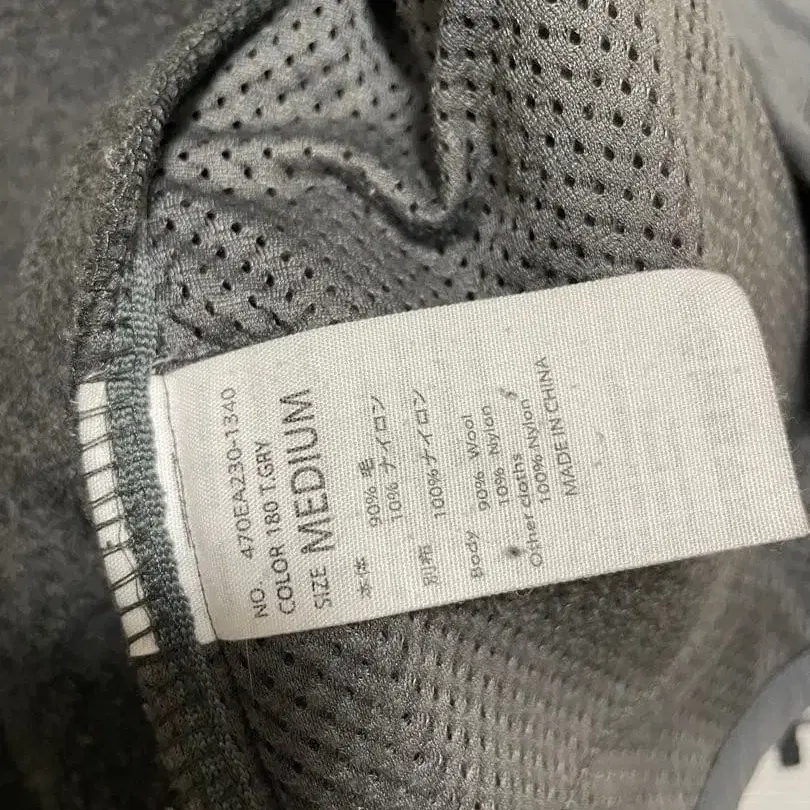 NO. 470EA230-1340
COLOR 180 T.GRY
SIZE MEDIUM
本体 90% 毛
10% ナイロン
別布 100%ナイロン
Body 90% Wool
10% Nylon
Other cloths
100% Nylon
MADE IN CHINA